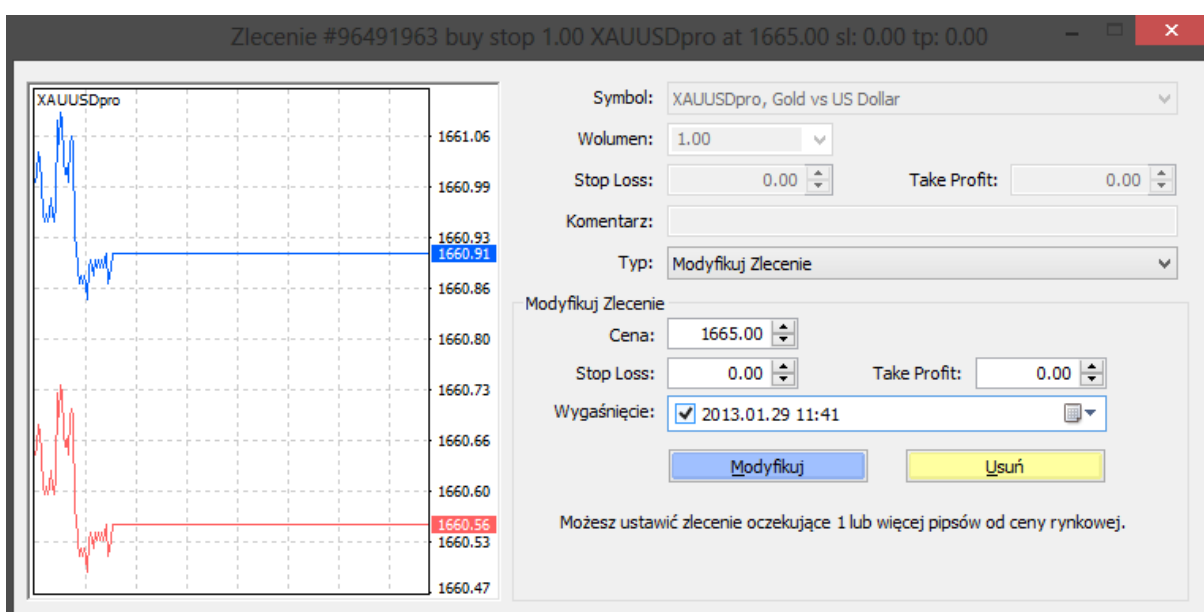 Zlecenie #96491963 buy stop 1.00 XAUUSDpro at 1665.00 sl: 0.00 tp: 0.00
XAUUSDpro
1661.06
1660.99
1660.93
1660.91
1660.86
1660.80
1660.73
1660.66
1660.60
1660.56
1660.53
1660.47
Symbol: XAUUSDpro, Gold vs US Dollar
Wolumen: 1.00
Stop Loss: 0.00 Take Profit: 0.00
Komentarz:
Typ: Modyfikuj Zlecenie
Modyfikuj Zlecenie
Cena: 1665.00
Stop Loss: 0.00 Take Profit: 0.00
Wygaśnięcie: 2013.01.29 11:41
Modyfikuj Usuń
Możesz ustawić zlecenie oczekujące 1 lub więcej pipsów od ceny rynkowej.